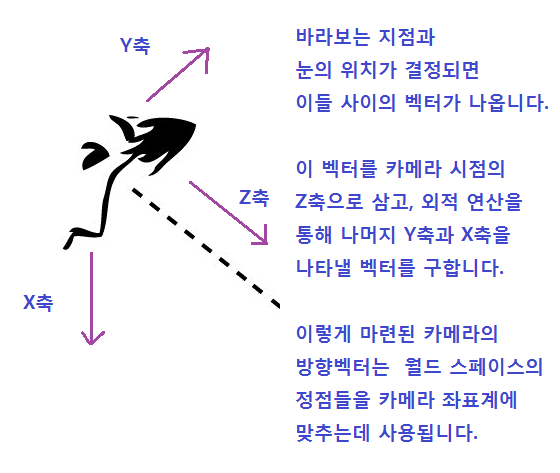 Y축
바라보는 지점과
눈의 위치가 결정되면
이들 사이의 벡터가 나옵니다.
이 벡터를 카메라 시점의
Z축
Z축으로 삼고, 외적 연산을
통해 나머지 Y축과 X축을
나타낼 벡터를 구합니다.
X축
이렇게 마련된 카메라의
방향벡터는 월드 스페이스의
정점들을 카메라 좌표계에
맞추는데 사용됩니다.